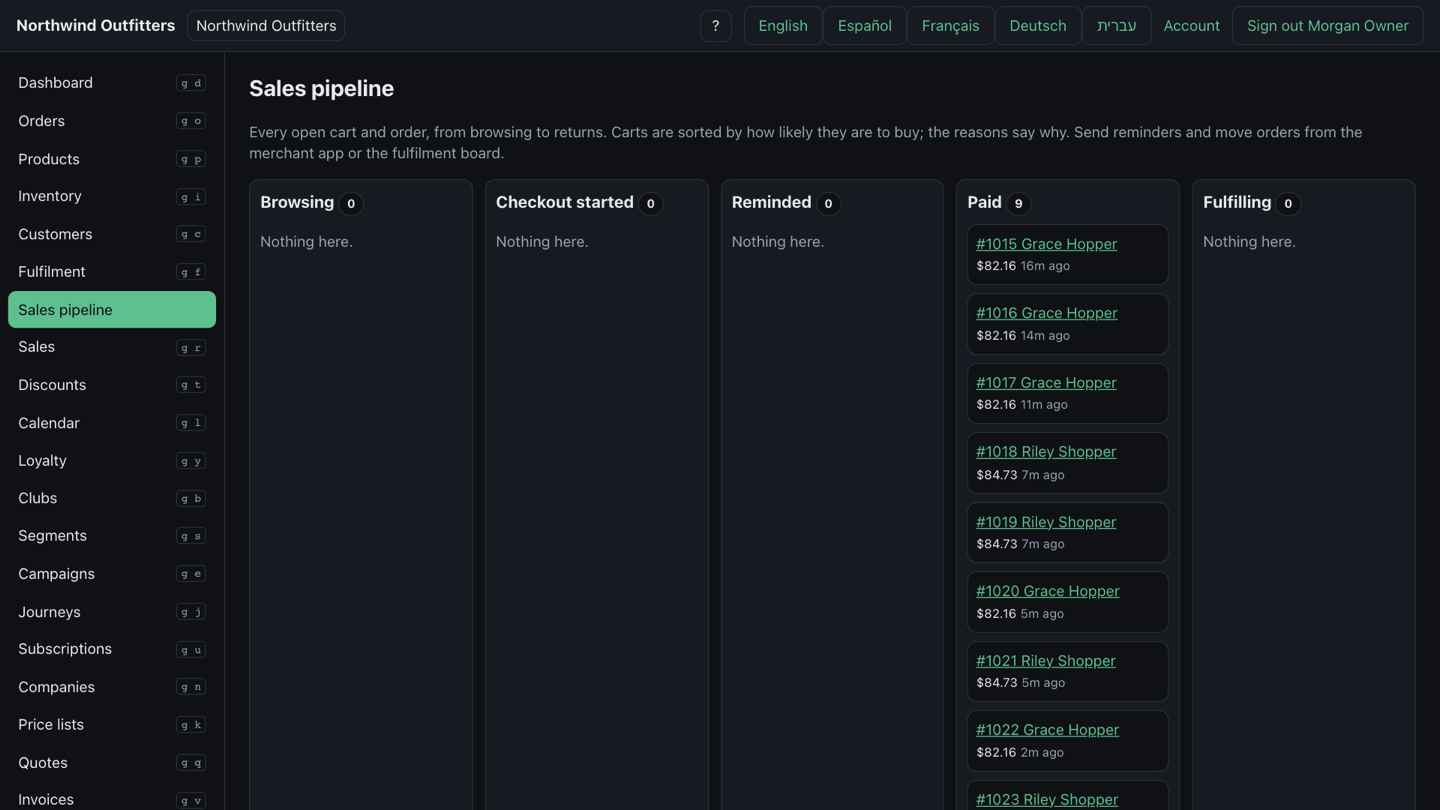 Northwind Outfitters
Northwind Outfitters
?
English
Español
Français
Deutsch
עברית
Account
Sign out Morgan Owner
Dashboard g d
Orders g o
Products g p
Inventory g i
Customers g c
Fulfilment g f
Sales pipeline
Sales g r
Discounts g t
Calendar g l
Loyalty g y
Clubs g b
Segments g s
Campaigns g e
Journeys g j
Subscriptions g u
Companies g n
Price lists g k
Quotes g q
Invoices g v
Sales pipeline
Every open cart and order, from browsing to returns. Carts are sorted by how likely they are to buy; the reasons say why. Send reminders and move orders from the
merchant app or the fulfilment board.
Browsing 0
Nothing here.
Checkout started 0
Nothing here.
Reminded 0
Nothing here.
Paid 9
#1015 Grace Hopper
$82.16 16m ago
#1016 Grace Hopper
$82.16 14m ago
#1017 Grace Hopper
$82.16 11m ago
#1018 Riley Shopper
$84.73 7m ago
#1019 Riley Shopper
$84.73 7m ago
#1020 Grace Hopper
$82.16 5m ago
#1021 Riley Shopper
$84.73 5m ago
#1022 Grace Hopper
$82.16 2m ago
#1023 Riley Shopper
Fulfilling 0
Nothing here.